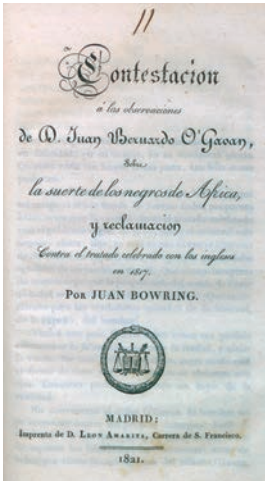 11
Contestacion
á las observaciones
de D. Juan Bernardo O'Gavan,
sobre
la suerte de los negros de Africa,
y reclamacion
Contra el tratado celebrado con los ingleses
en 1817.
POR JUAN BOWRING.
MADRID:
Imprenta de D. LEON AMARITA, Carrera de S. Francisco.
1821.